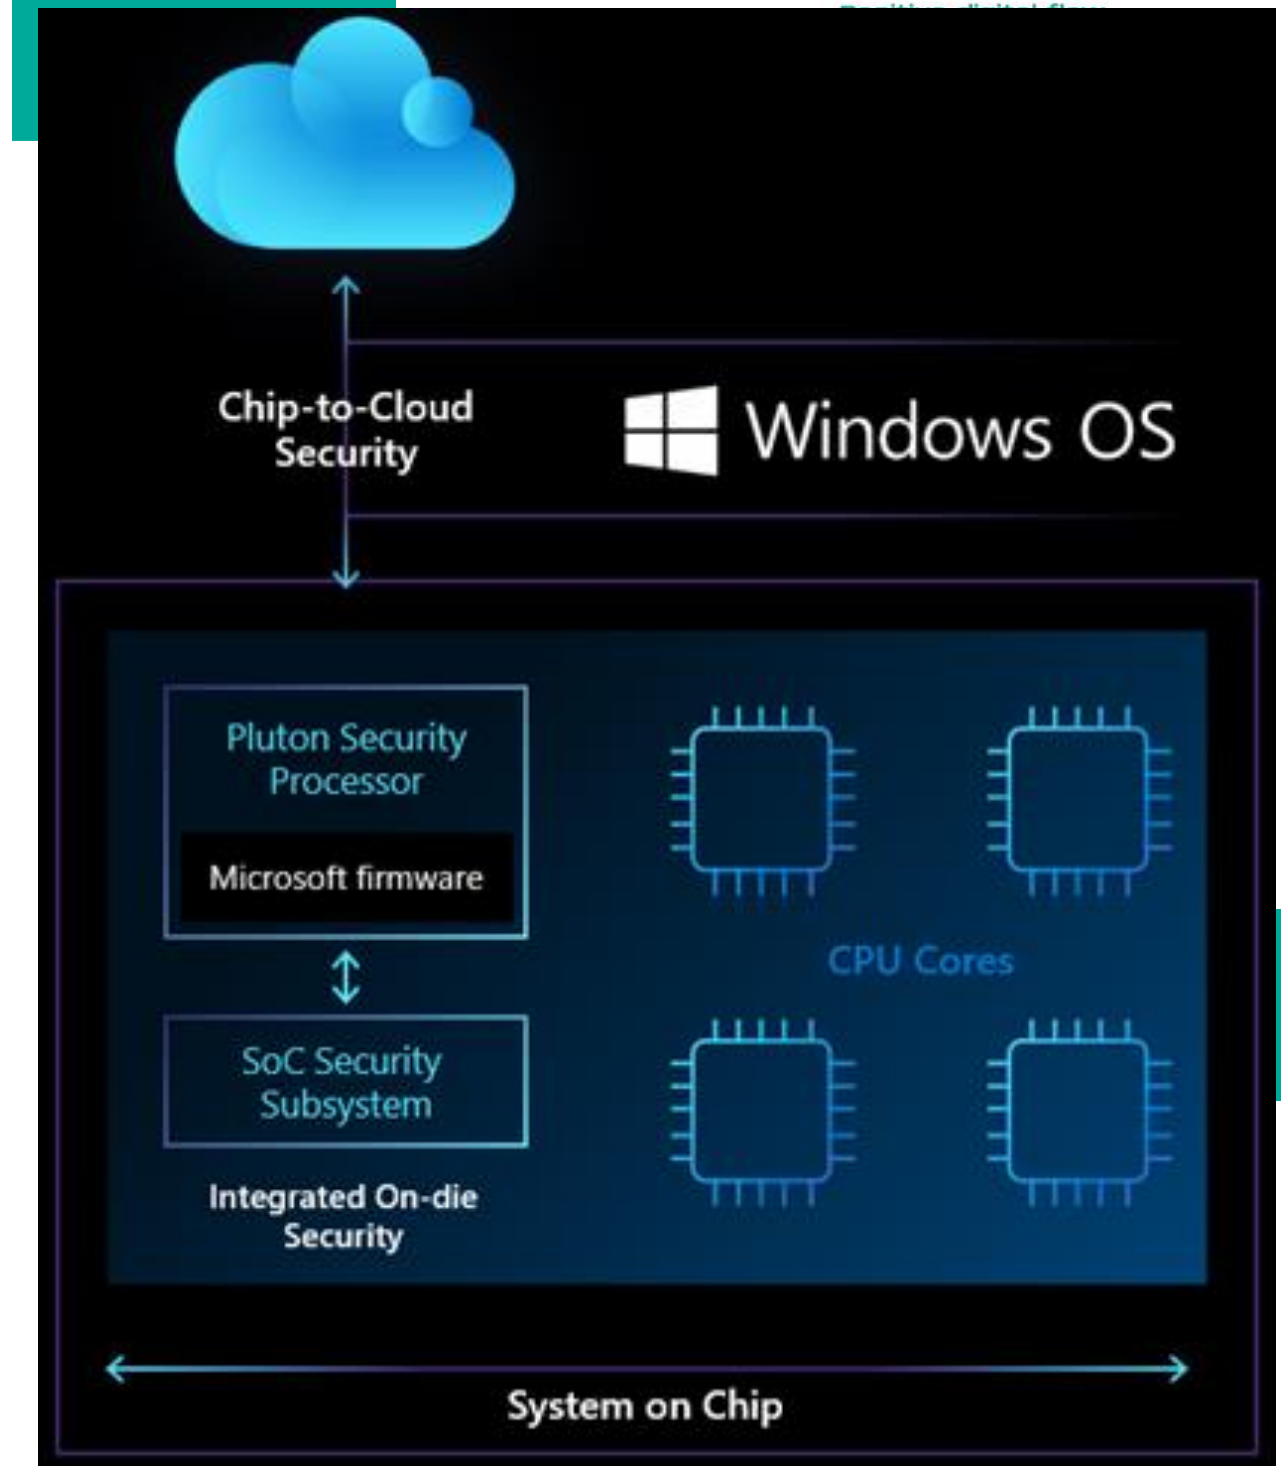 Chip-to-Cloud
Security
Windows OS
Pluton Security
Processor
Microsoft firmware
SoC Security
Subsystem
Integrated On-die
Security
CPU Cores
System on Chip